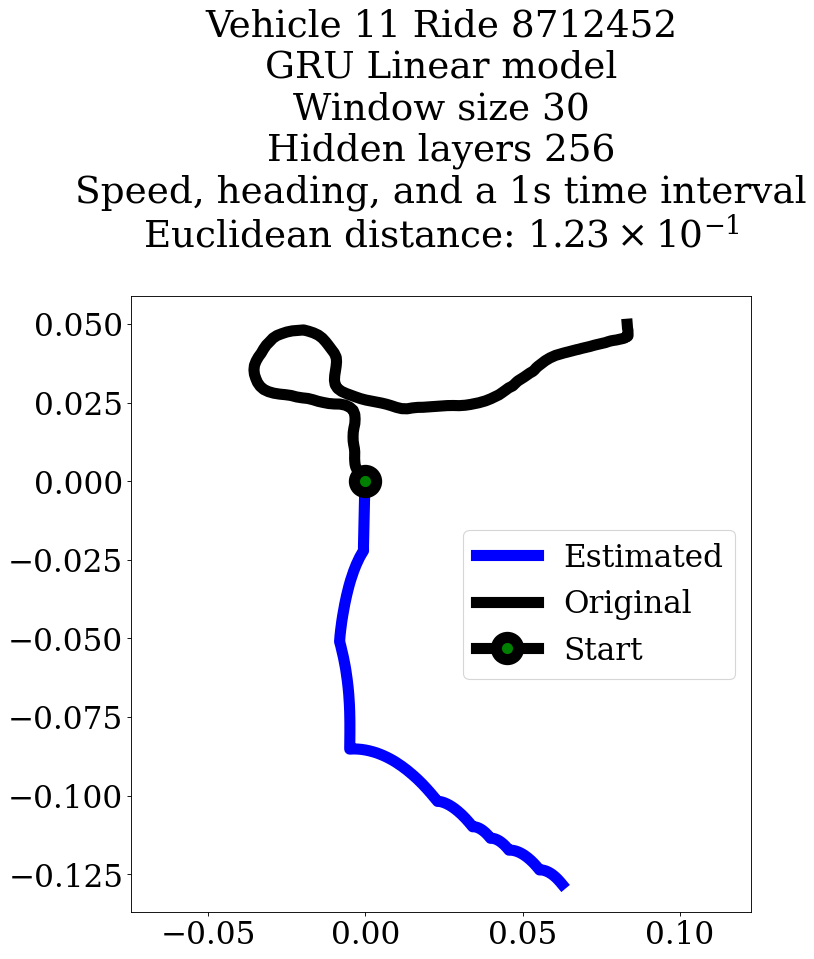 Vehicle 11 Ride 8712452
GRU Linear model
Window size 30
Hidden layers 256
Speed, heading, and a 1s time interval
Euclidean distance: 1.23 × 10⁻¹
0.050
0.025
0.000
−0.025
−0.050
−0.075
−0.100
−0.125
Estimated
Original
Start
−0.05
0.00
0.05
0.10